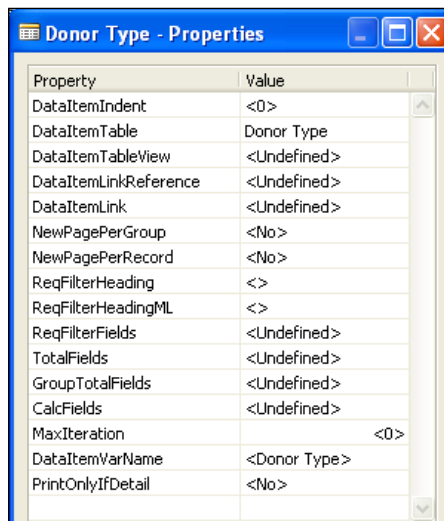 Donor Type - Properties
Property Value
DataItemIndent <0>
DataItemTable Donor Type
DataItemTableView <Undefined>
DataItemLinkReference <Undefined>
DataItemLink <Undefined>
NewPagePerGroup <No>
NewPagePerRecord <No>
ReqFilterHeading <>
ReqFilterHeadingML <>
ReqFilterFields <Undefined>
TotalFields <Undefined>
GroupTotalFields <Undefined>
CalcFields <Undefined>
MaxIteration <0>
DataItemVarName <Donor Type>
PrintOnlyIfDetail <No>